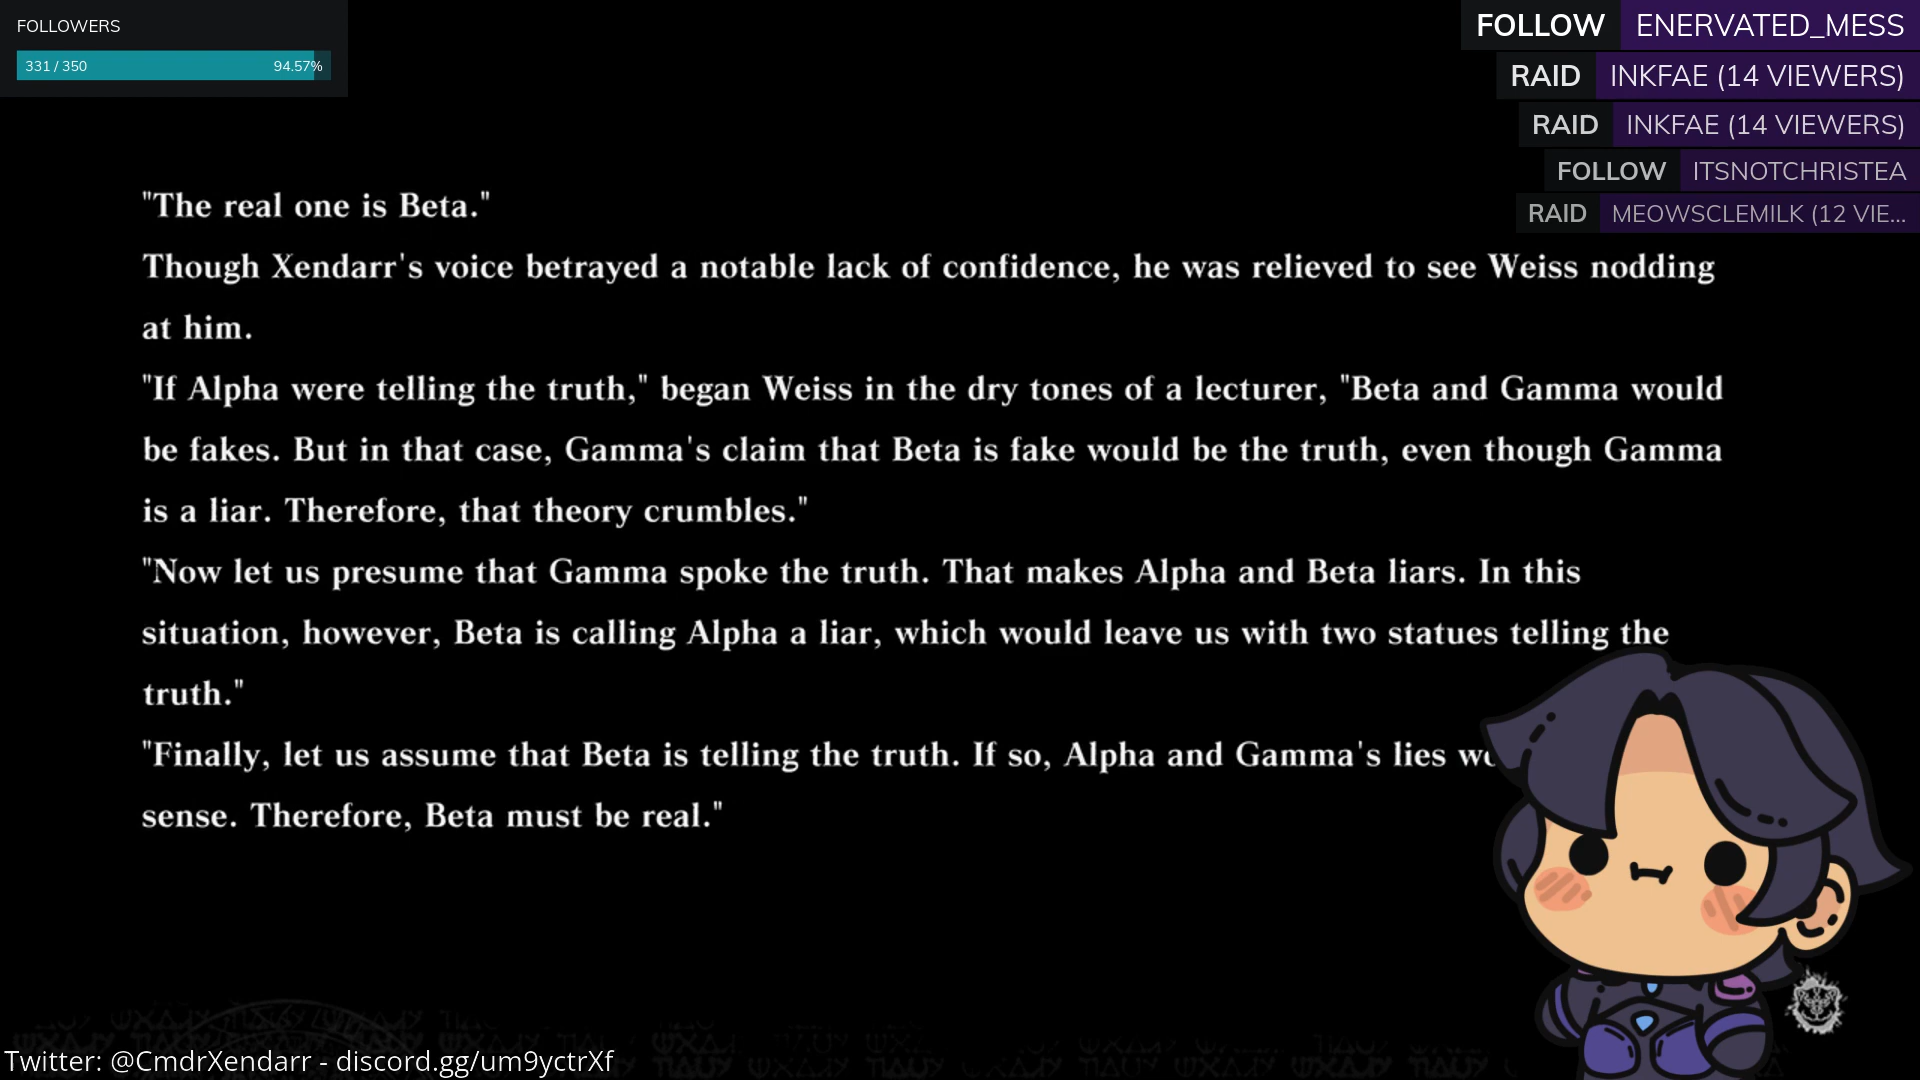 FOLLOWERS
331 / 350 94.57%
FOLLOW ENERVATED_MESS
RAID INKFAE (14 VIEWERS)
RAID INKFAE (14 VIEWERS)
FOLLOW ITSNOTCHRISTEA
RAID MEOWSCLEMILK (12 VIE...
"The real one is Beta."
Though Xendarr's voice betrayed a notable lack of confidence, he was relieved to see Weiss nodding
at him.
"If Alpha were telling the truth," began Weiss in the dry tones of a lecturer, "Beta and Gamma would
be fakes. But in that case, Gamma's claim that Beta is fake would be the truth, even though Gamma
is a liar. Therefore, that theory crumbles."
"Now let us presume that Gamma spoke the truth. That makes Alpha and Beta liars. In this
situation, however, Beta is calling Alpha a liar, which would leave us with two statues telling the
truth."
"Finally, let us assume that Beta is telling the truth. If so, Alpha and Gamma's lies
sense. Therefore, Beta must be real."
Twitter: @CmdrXendarr - discord.gg/um9yctrXf